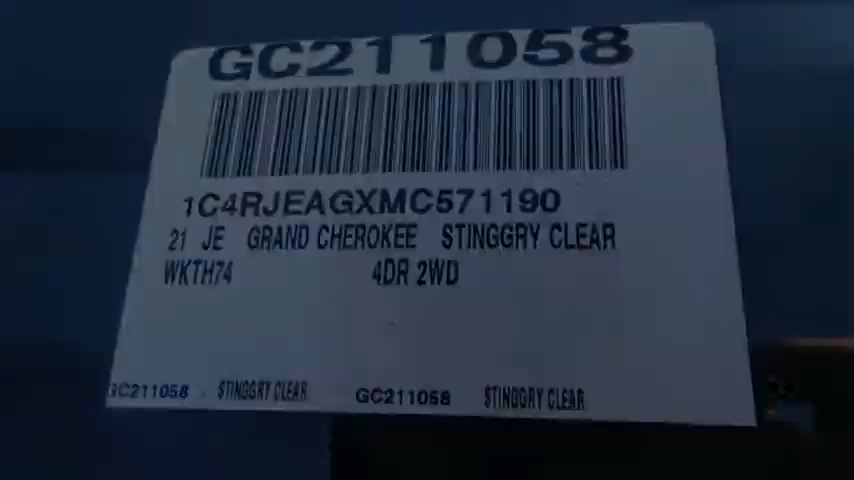 GC211058
1C4RJEAGXMC571190
21 JE GRAND CHEROKEE STINGGRY CLEAR
WKTH74 4DR 2WD
GC211058 STINGGRY CLEAR GC211058 STINGGRY CLEAR